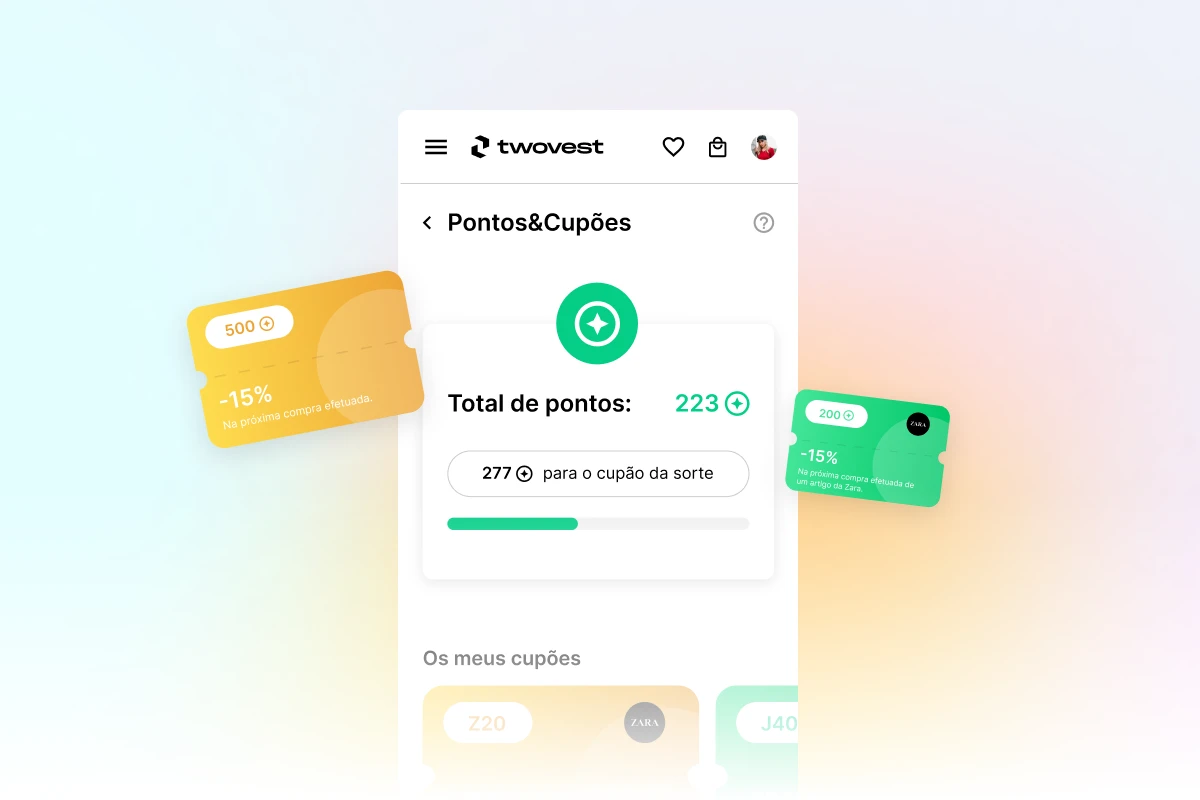 twovest
Pontos&Cupões
500
-15%
Na próxima compra efetuada.
Total de pontos: 223
277 para o cupão da sorte
200
ZARA
-15%
Na próxima compra efetuada de
um artigo da Zara.
Os meus cupões
Z20
ZARA
J40